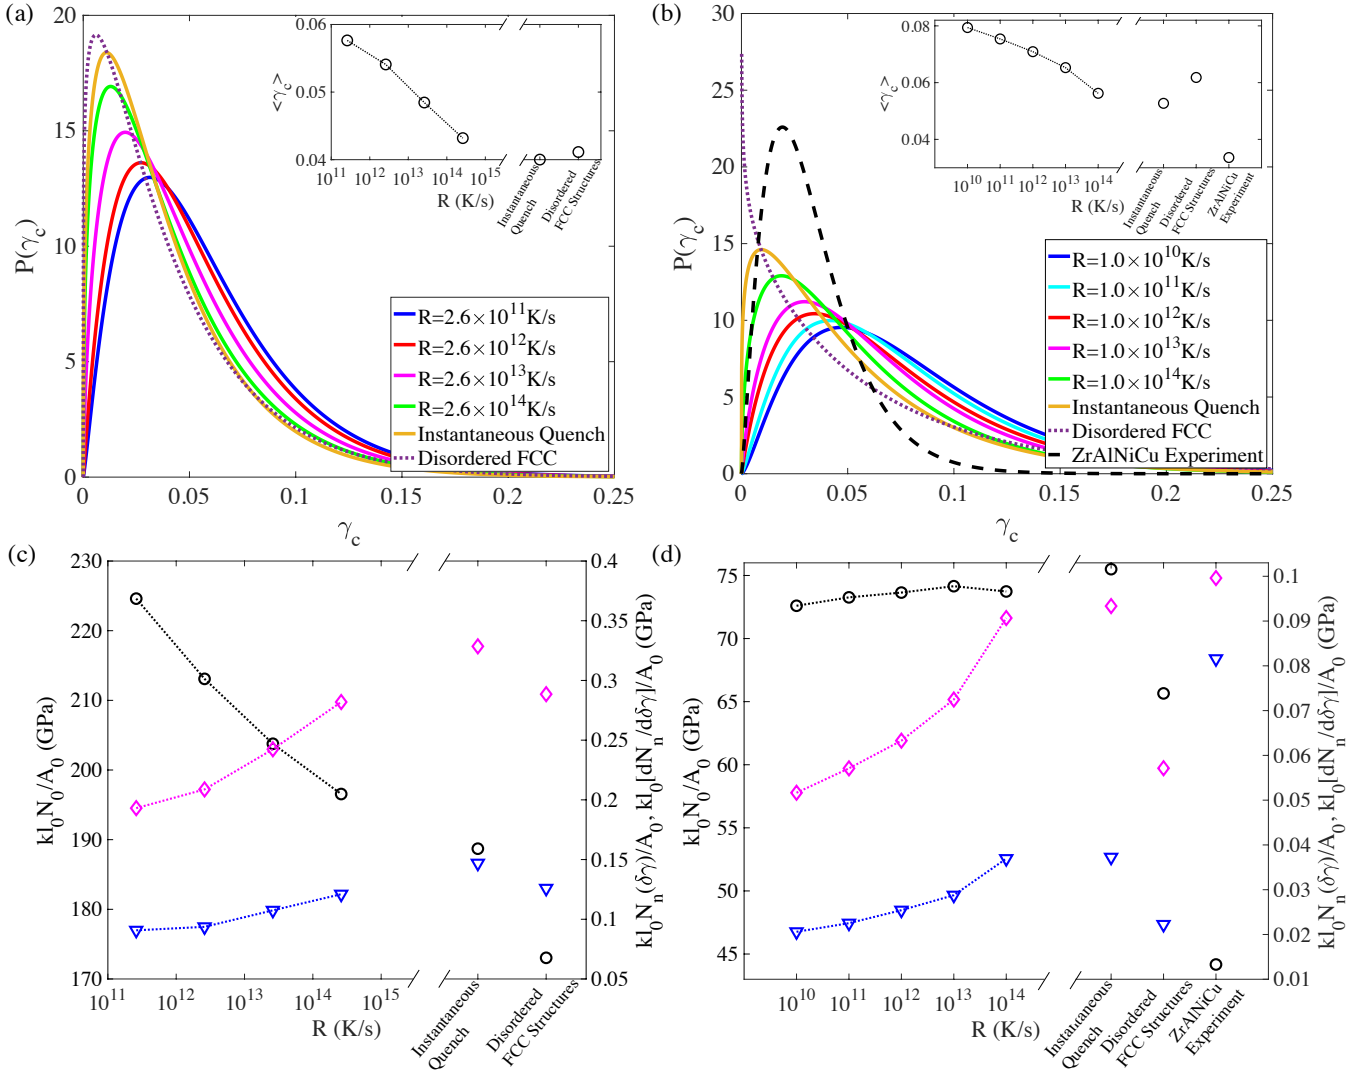 (a)
20
15
10
5
0
P(γc)
0 0.05 0.1 0.15 0.2 0.25
γc
0.06
0.05
0.04
<γc>
10^11 10^12 10^13 10^14 10^15
R (K/s)
Instantaneous
Quench
Disordered
FCC Structures
R=2.6×10^11K/s
R=2.6×10^12K/s
R=2.6×10^13K/s
R=2.6×10^14K/s
Instantaneous Quench
Disordered FCC
(b)
30
25
20
15
10
5
0
P(γc)
0 0.05 0.1 0.15 0.2 0.25
γc
0.08
0.06
0.04
<γc>
10^10 10^11 10^12 10^13 10^14
R (K/s)
Instantaneous
Quench
Disordered
FCC Structures
ZrAlNiCu
Experiment
R=1.0×10^10K/s
R=1.0×10^11K/s
R=1.0×10^12K/s
R=1.0×10^13K/s
R=1.0×10^14K/s
Instantaneous Quench
Disordered FCC
ZrAlNiCu Experiment
(c)
230
220
210
200
190
180
170
kl0N0/A0 (GPa)
0.4
0.35
0.3
0.25
0.2
0.15
0.1
0.05
kl0Nn(δγ)/A0, kl0[dNn/dδγ]/A0 (GPa)
10^11 10^12 10^13 10^14 10^15
R (K/s)
Instantaneous
Quench
Disordered
FCC Structures
(d)
75
70
65
60
55
50
45
kl0N0/A0 (GPa)
0.1
0.09
0.08
0.07
0.06
0.05
0.04
0.03
0.02
0.01
kl0Nn(δγ)/A0, kl0[dNn/dδγ]/A0 (GPa)
10^10 10^11 10^12 10^13 10^14
R (K/s)
Instantaneous
Quench
Disordered
FCC Structures
ZrAlNiCu
Experiment